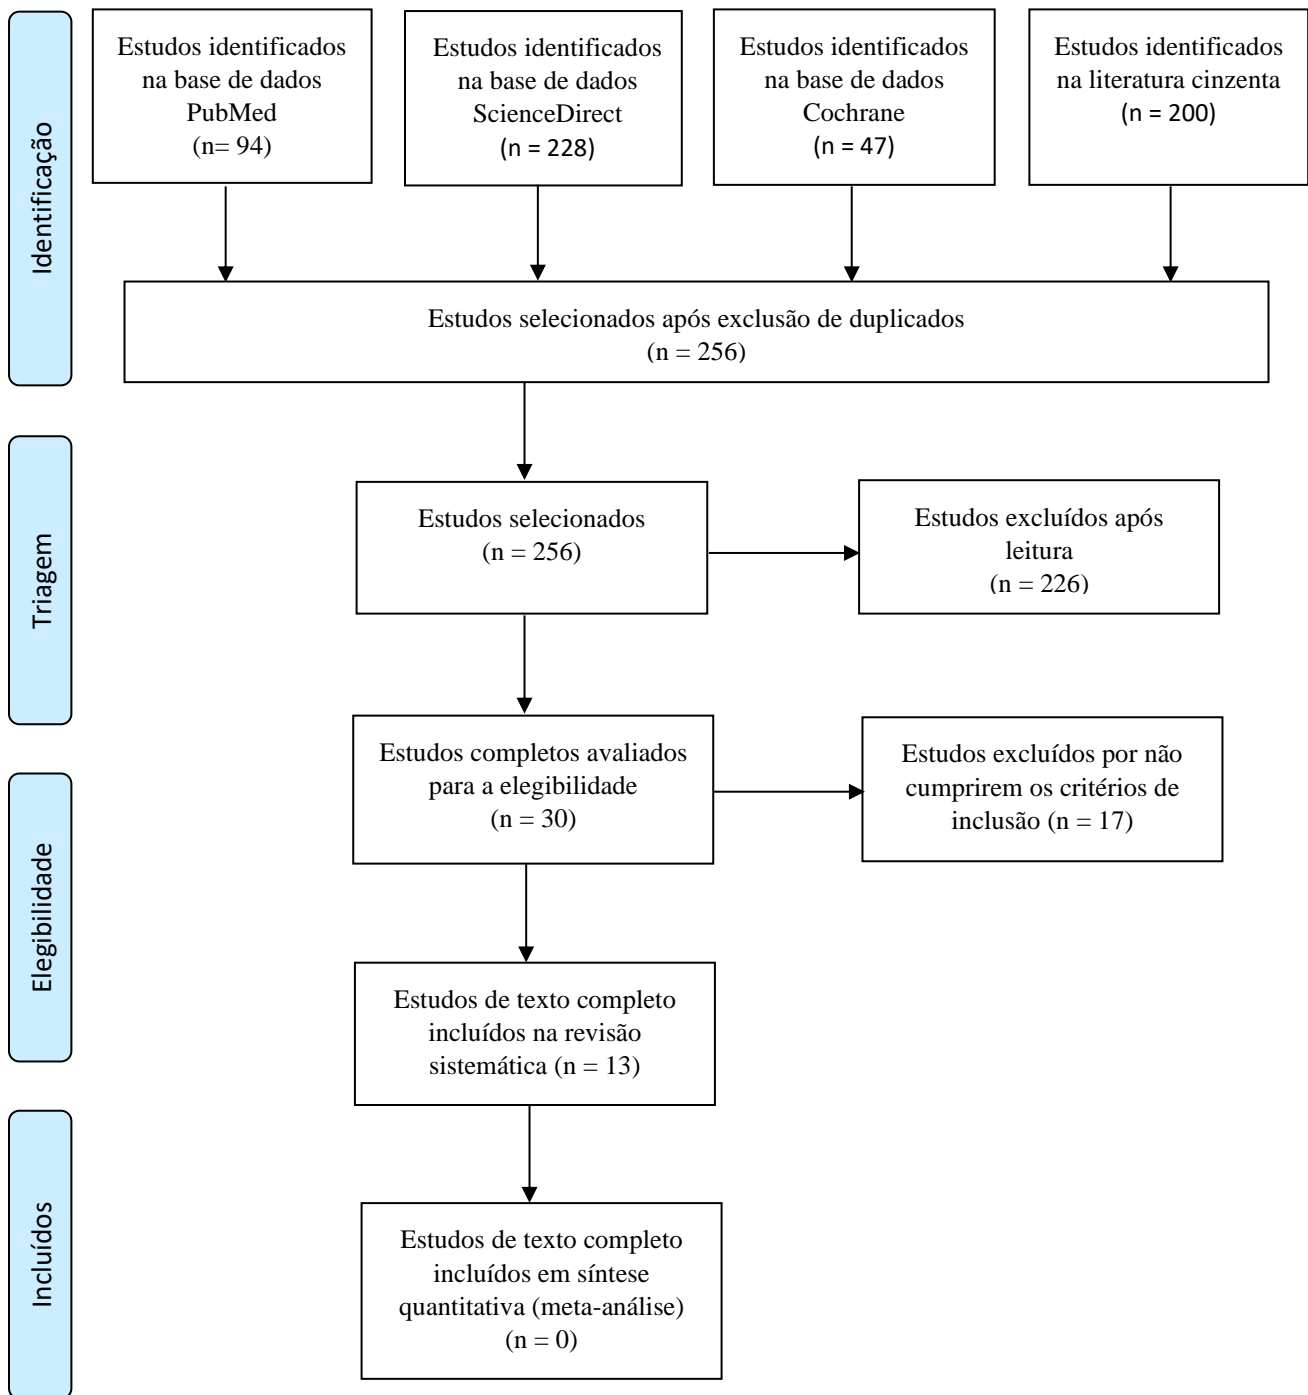 Identificação
Estudos identificados
na base de dados
PubMed
(n= 94)
Estudos identificados
na base de dados
ScienceDirect
(n = 228)
Estudos identificados
na base de dados
Cochrane
(n = 47)
Estudos identificados
na literatura cinzenta
(n = 200)
Estudos selecionados após exclusão de duplicados
(n = 256)
Triagem
Estudos selecionados
(n = 256)
Estudos excluídos após
leitura
(n = 226)
Elegibilidade
Estudos completos avaliados
para a elegibilidade
(n = 30)
Estudos excluídos por não
cumprirem os critérios de
inclusão (n = 17)
Estudos de texto completo
incluídos na revisão
sistemática (n = 13)
Incluídos
Estudos de texto completo
incluídos em síntese
quantitativa (meta-análise)
(n = 0)